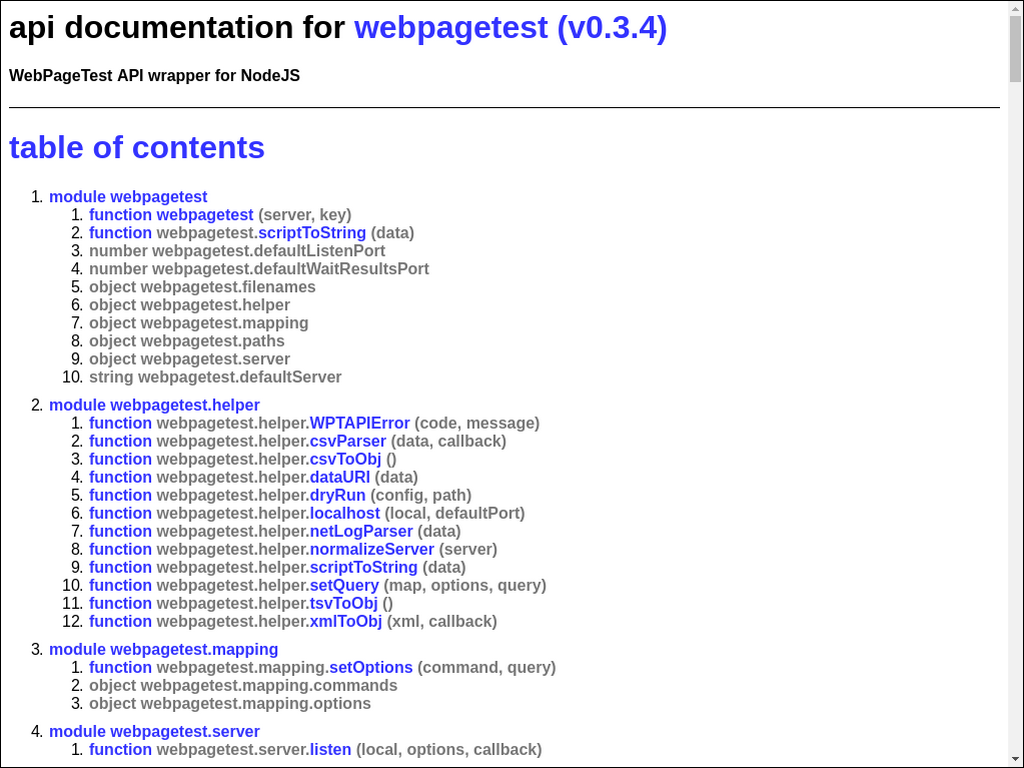 api documentation for webpagetest (v0.3.4)
WebPageTest API wrapper for NodeJS
table of contents
1. module webpagetest
1. function webpagetest (server, key)
2. function webpagetest.scriptToString (data)
3. number webpagetest.defaultListenPort
4. number webpagetest.defaultWaitResultsPort
5. object webpagetest.filenames
6. object webpagetest.helper
7. object webpagetest.mapping
8. object webpagetest.paths
9. object webpagetest.server
10. string webpagetest.defaultServer
2. module webpagetest.helper
1. function webpagetest.helper.WPTAPIError (code, message)
2. function webpagetest.helper.csvParser (data, callback)
3. function webpagetest.helper.csvToObj ()
4. function webpagetest.helper.dataURI (data)
5. function webpagetest.helper.dryRun (config, path)
6. function webpagetest.helper.localhost (local, defaultPort)
7. function webpagetest.helper.netLogParser (data)
8. function webpagetest.helper.normalizeServer (server)
9. function webpagetest.helper.scriptToString (data)
10. function webpagetest.helper.setQuery (map, options, query)
11. function webpagetest.helper.tsvToObj ()
12. function webpagetest.helper.xmlToObj (xml, callback)
3. module webpagetest.mapping
1. function webpagetest.mapping.setOptions (command, query)
2. object webpagetest.mapping.commands
3. object webpagetest.mapping.options
4. module webpagetest.server
1. function webpagetest.server.listen (local, options, callback)